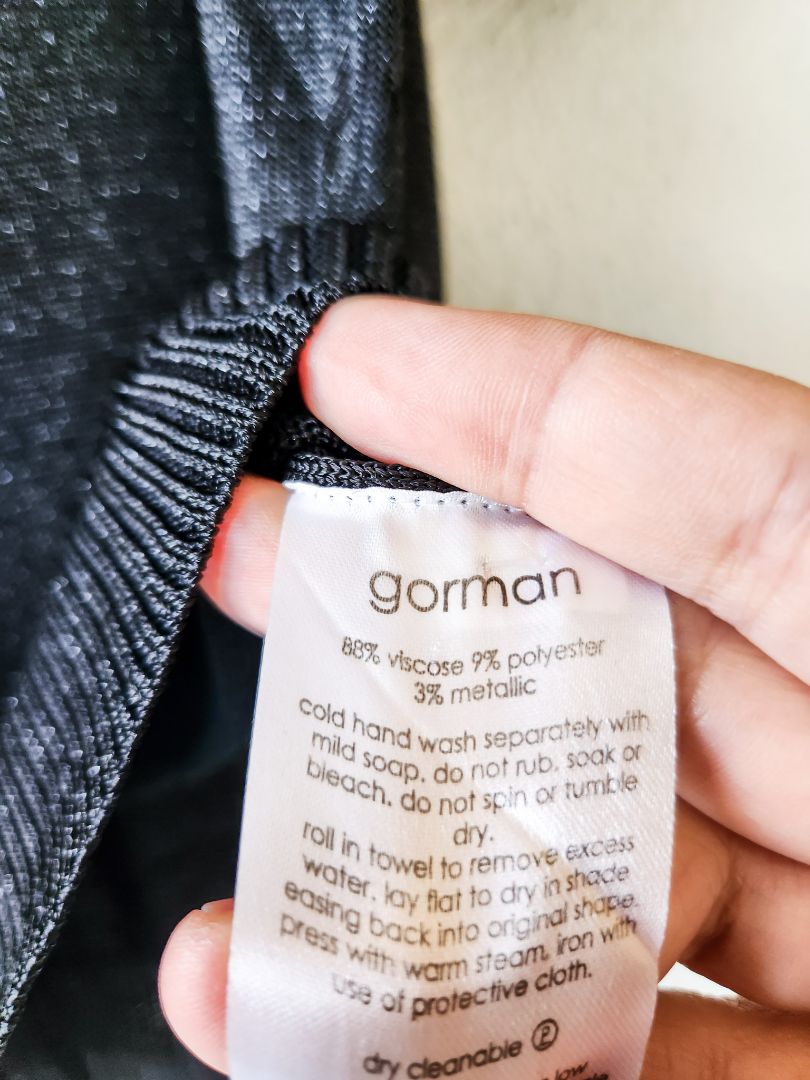 gorman
88% viscose 9% polyester
3% metallic
cold hand wash separately with
mild soap. do not rub, soak or
bleach. do not spin or tumble
dry.
roll in towel to remove excess
water. lay flat to dry in shade
easing back into original shape.
press with warm steam, iron with
use of protective cloth.
dry cleanable Ⓟ
low